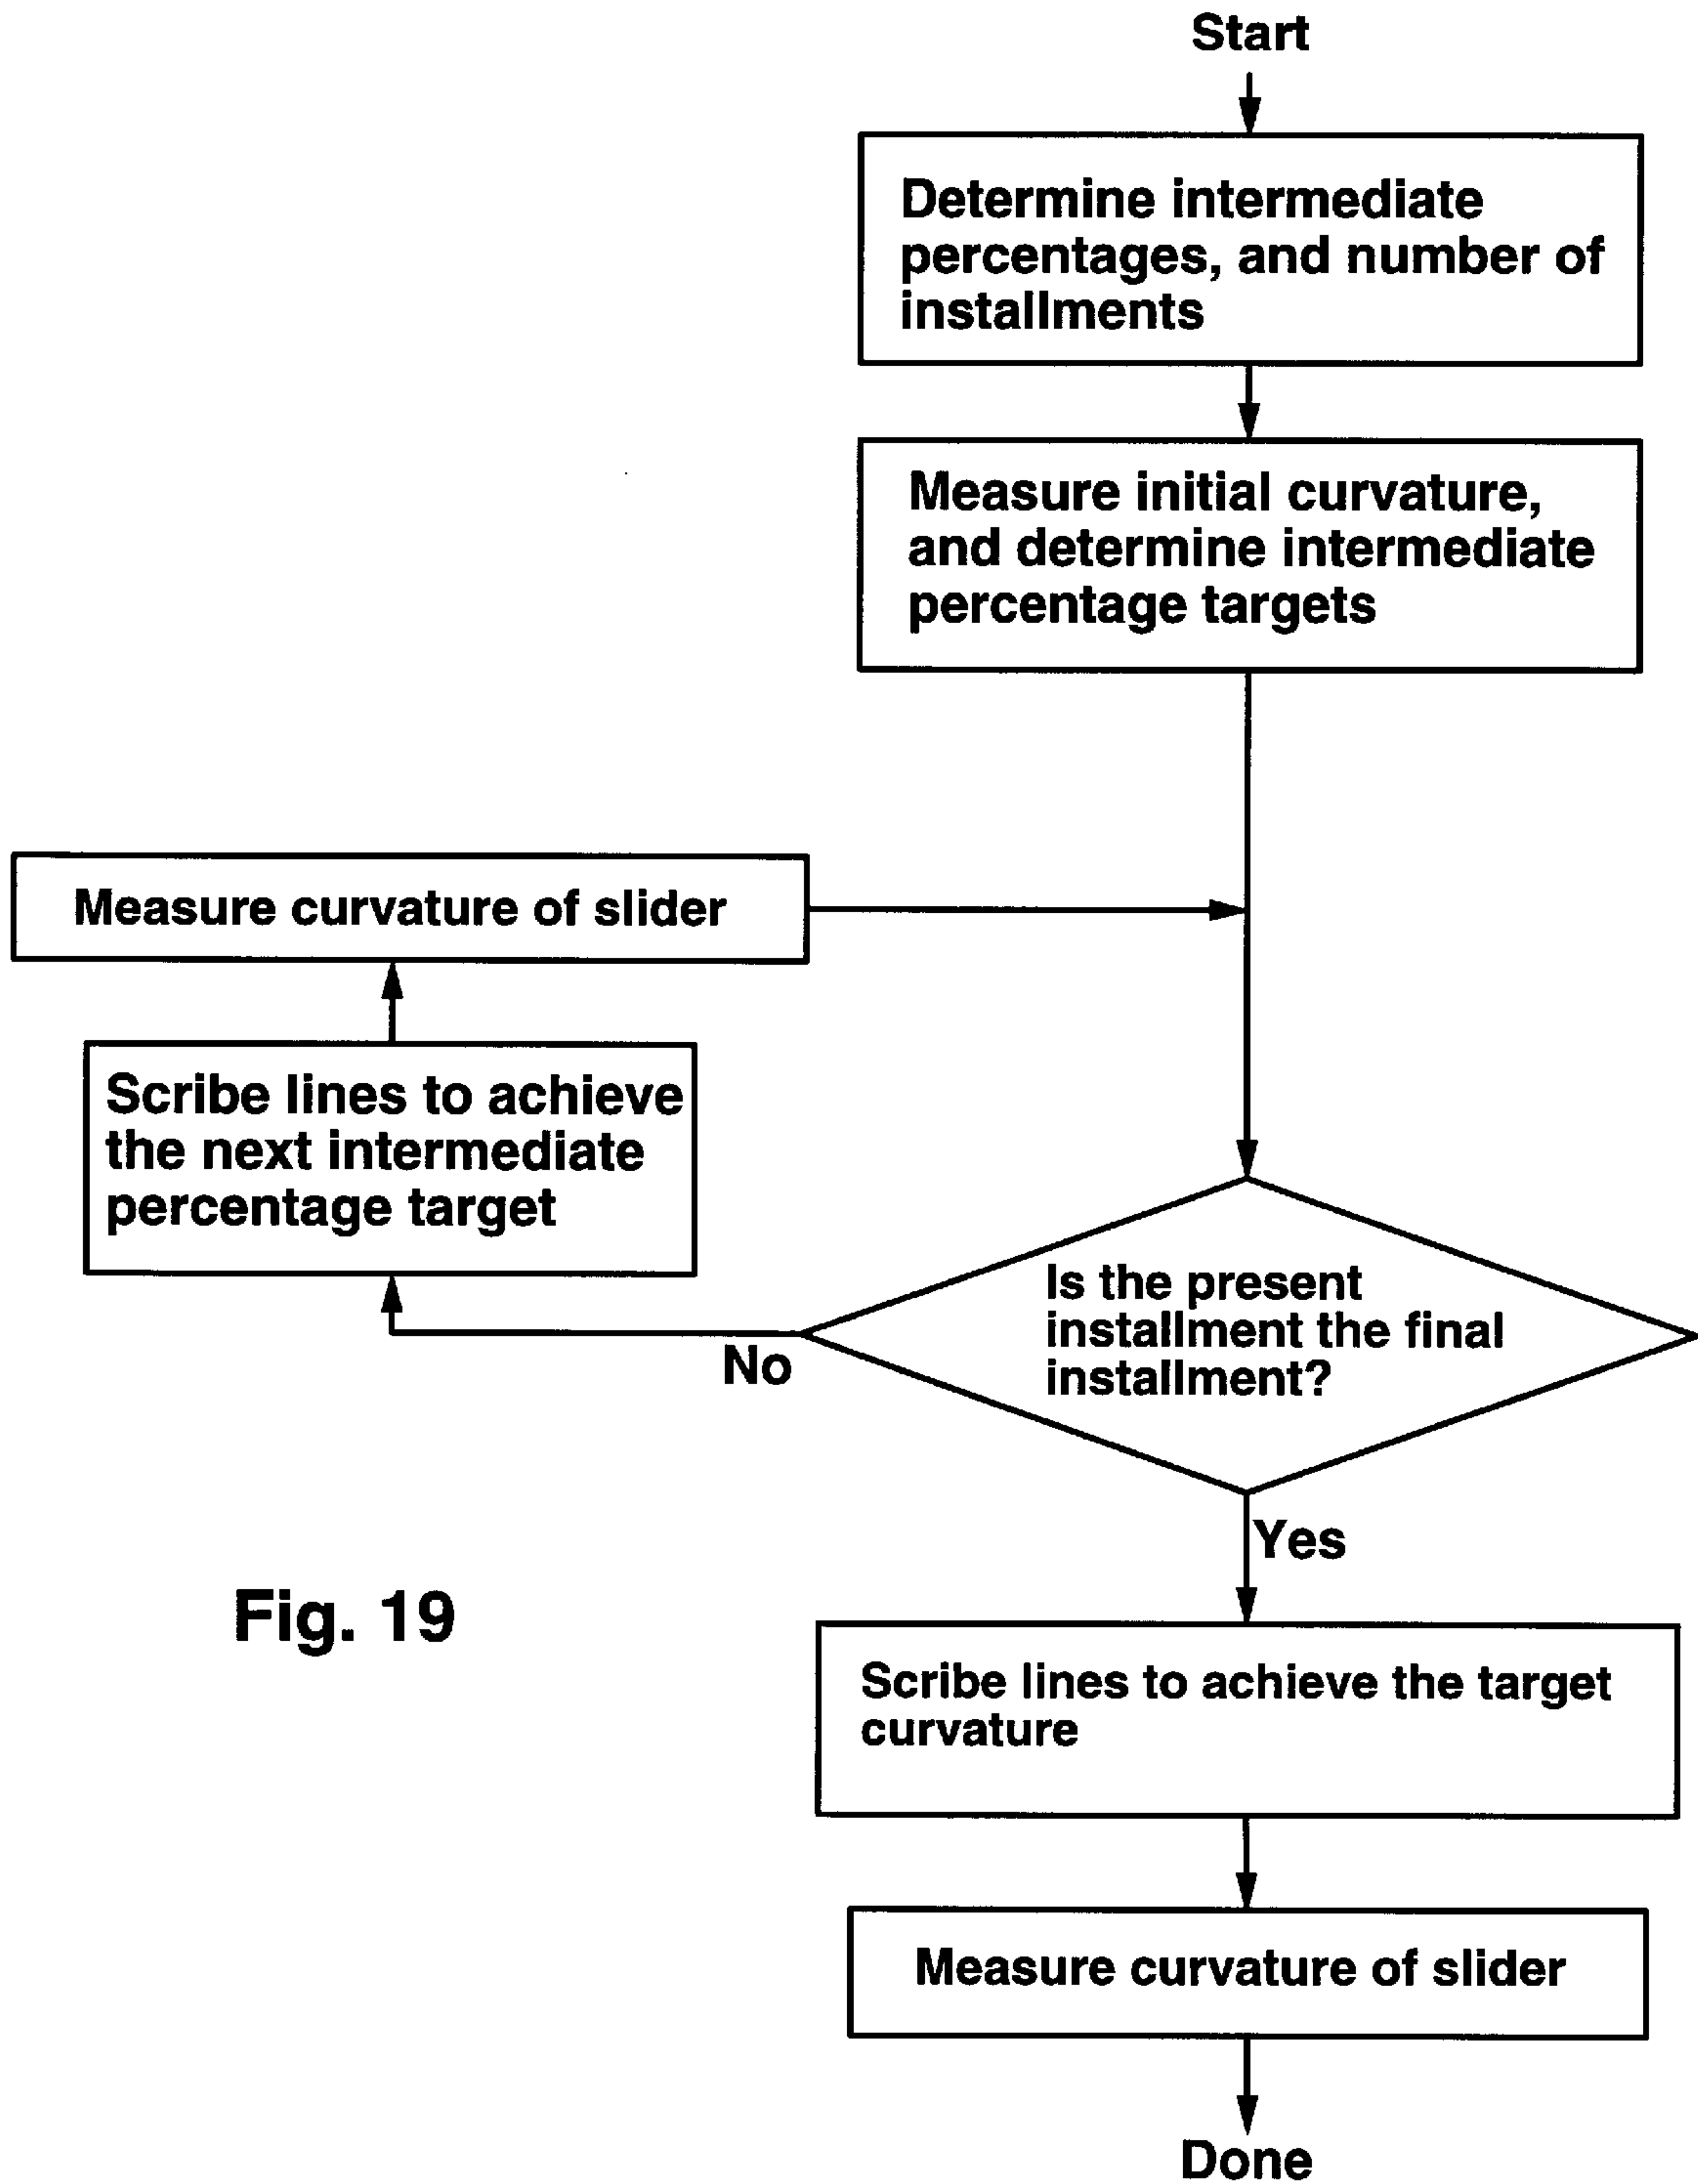 Start
Determine intermediate
percentages, and number of
installments
Measure initial curvature,
and determine intermediate
percentage targets
Measure curvature of slider
Scribe lines to achieve
the next intermediate
percentage target
Is the present
installment the final
installment?
No
Yes
Fig. 19
Scribe lines to achieve the target
curvature
Measure curvature of slider
Done